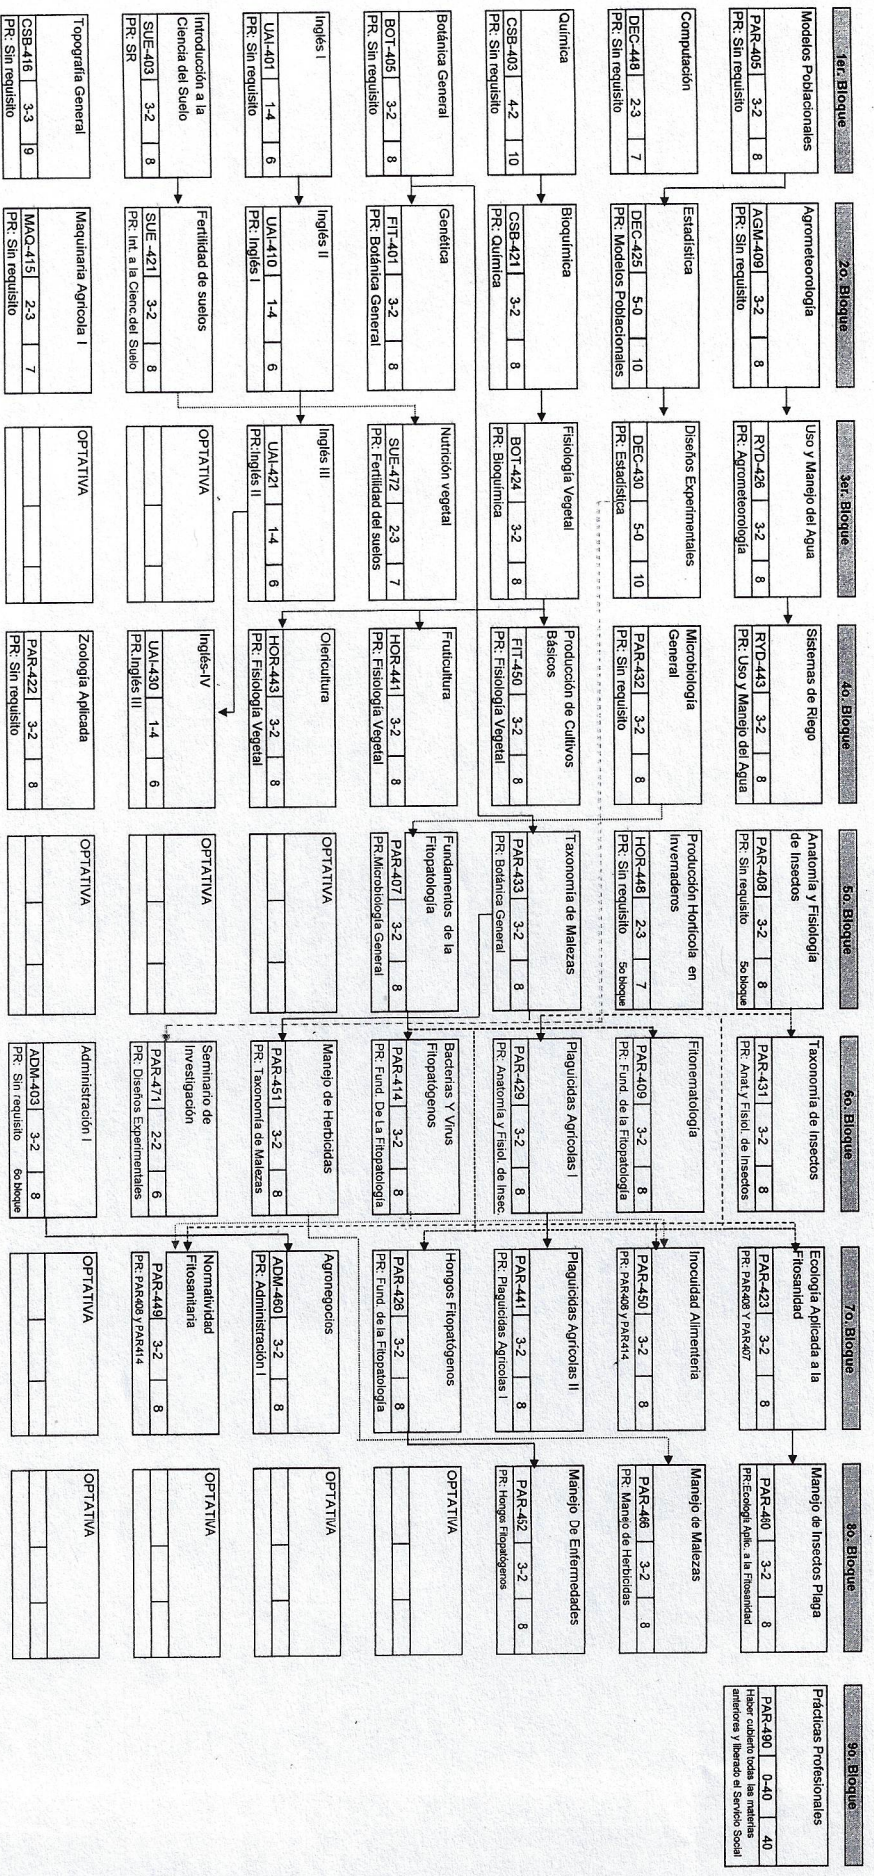 1er. Bloque
Modelos Poblacionales
PAR-405 3-2 8
PR: Sin requisito
Computación
DEC-448 2-3 7
PR: Sin requisito
Química
CSB-403 4-2 10
PR: Sin requisito
Botánica General
BOT-405 3-2 8
PR: Sin requisito
Inglés I
UAI-401 1-4 6
PR: Sin requisito
Introducción a la
Ciencia del Suelo
SUE-403 3-2 8
PR: SR
Topografía General
CSB-416 3-3 9
PR: Sin requisito
2o. Bloque
Agrometeorología
AGM-409 3-2 8
PR: Sin requisito
Estadística
DEC-425 5-0 10
PR: Modelos Poblacionales
Bioquímica
CSB-421 3-2 8
PR: Química
Genética
FIT-401 3-2 8
PR: Botánica General
Inglés II
UAI-410 1-4 6
PR: Inglés I
Fertilidad de suelos
SUE -421 3-2 8
PR: Int. a la Cienc.del Suelo
Maquinaria Agricola I
MAQ-415 2-3 7
PR: Sin requisito
3er. Bloque
Uso y Manejo del Agua
RYD-426 3-2 8
PR: Agrometeorología
Diseños Experimentales
DEC-430 5-0 10
PR: Estadística
Fisiología Vegetal
BOT-424 3-2 8
PR: Bioquímica
Nutrición vegetal
SUE-472 2-3 7
PR: Fertilidad del suelos
Inglés III
UAI-421 1-4 6
PR:Inglés II
OPTATIVA
OPTATIVA
4o. Bloque
Sistemas de Riego
RYD-443 3-2 8
PR: Uso y Manejo del Agua
Microbiología
General
PAR-432 3-2 8
PR: Sin requisito
Producción de Cultivos
Básicos
FIT-450 3-2 8
PR: Fisiología Vegetal
Fruticultura
HOR-441 3-2 8
PR: Fisiología Vegetal
Olericultura
HOR-443 3-2 8
PR: Fisiología Vegetal
Inglés-IV
UAI-430 1-4 6
PR.Inglés III
Zoología Aplicada
PAR-422 3-2 8
PR: Sin requisito
5o. Bloque
Anatomía y Fisiología
de Insectos
PAR-408 3-2 8
PR: Sin requisito 5o bloque
Producción Hortícola en
Invernaderos
HOR-448 2-3 7
PR: Sin requisito 5o bloque
Taxonomía de Malezas
PAR-433 3-2 8
PR: Botánica General
Fundamentos de la
Fitopatología
PAR-407 3-2 8
PR.Microbiología General
OPTATIVA
OPTATIVA
OPTATIVA
6o. Bloque
Taxonomía de Insectos
PAR-431 3-2 8
PR: Anat.y Fisiol. de Insectos
Fitonematología
PAR-409 3-2 8
PR: Fund. de la Fitopatología
Plaguicidas Agrícolas I
PAR-429 3-2 8
PR: Anatomía y Fisiol. de Insec.
Bacterias Y Virus
Fitopatógenos
PAR-414 3-2 8
PR: Fund. De La Fitopatología
Manejo de Herbicidas
PAR-451 3-2 8
PR: Taxonomía de Malezas
Seminario de
Investigación
PAR-471 2-2 6
PR: Diseños Experimentales
Administración I
ADM-403 3-2 8
PR: Sin requisito 6o bloque
7o. Bloque
Ecología Aplicada a la
Fitosanidad
PAR-423 3-2 8
PR: PAR408 Y PAR407
Inocuidad Alimenteria
PAR-450 3-2 8
PR: PAR408 y PAR414
Plaguicidas Agrícolas II
PAR-441 3-2 8
PR: Plaguicidas Agrícolas I
Hongos Fitopatógenos
PAR-426 3-2 8
PR: Fund. de la Fitopatología
Agronegocios
ADM-460 3-2 8
PR: Administración I
Normatividad
Fitosanitaria
PAR-449 3-2 8
PR: PAR408 y PAR414
OPTATIVA
8o. Bloque
Manejo de Insectos Plaga
PAR-460 3-2 8
PR:Ecología Aplic. a la Fitosanidad
Manejo de Malezas
PAR-466 3-2 8
PR: Manejo de Herbicidas
Manejo De Enfermedades
PAR-452 3-2 8
PR: Hongos Fitopatógenos
OPTATIVA
OPTATIVA
OPTATIVA
OPTATIVA
9o. Bloque
Prácticas Profesionales
PAR-490 0-40 40
Haber cubierto todas las materias
anteriores y liberado el Servicio Social